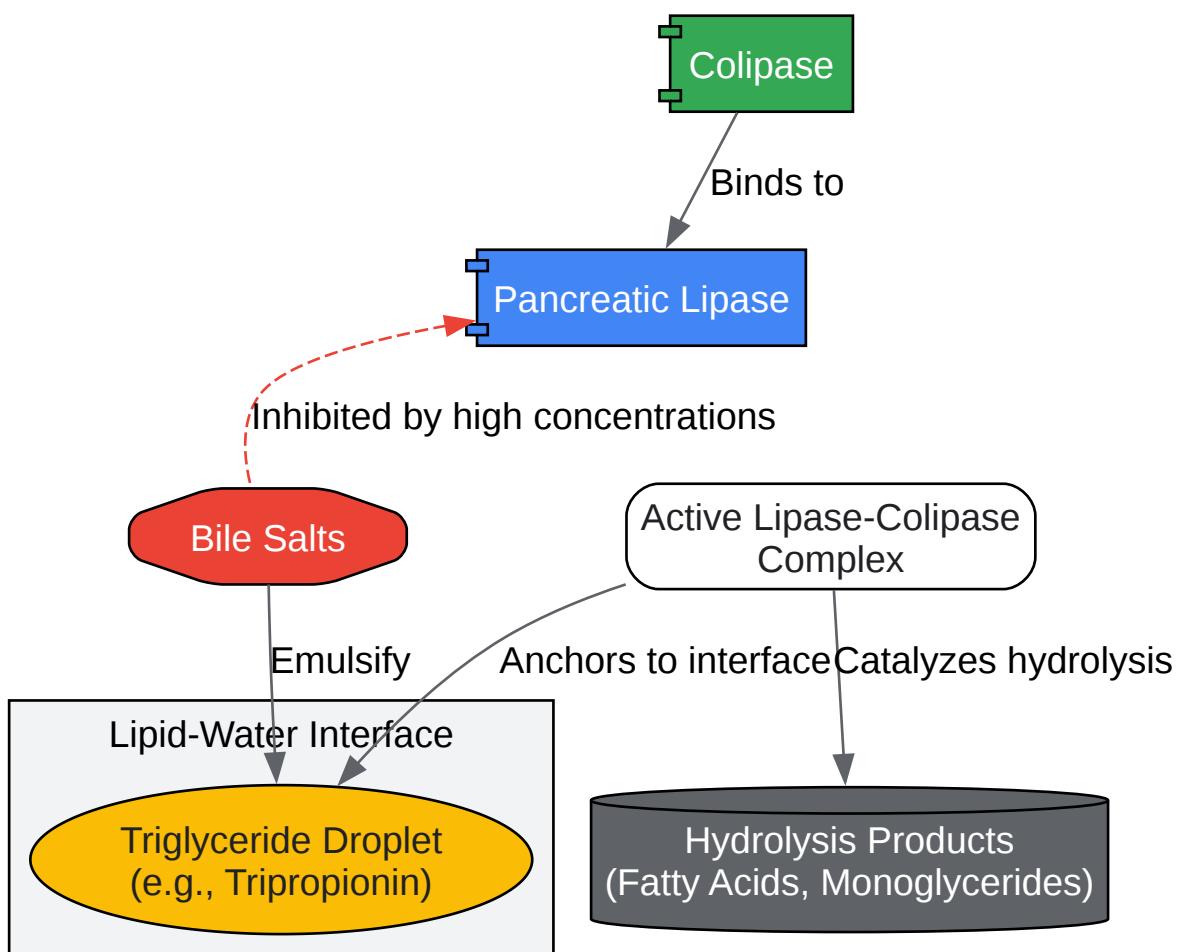 Colipase
Binds to
Pancreatic Lipase
Inhibited by high concentrations
Bile Salts
Active Lipase-Colipase
Complex
Emulsify
Anchors to interface
Catalyzes hydrolysis
Lipid-Water Interface
Triglyceride Droplet
(e.g., Tripropionin)
Hydrolysis Products
(Fatty Acids, Monoglycerides)